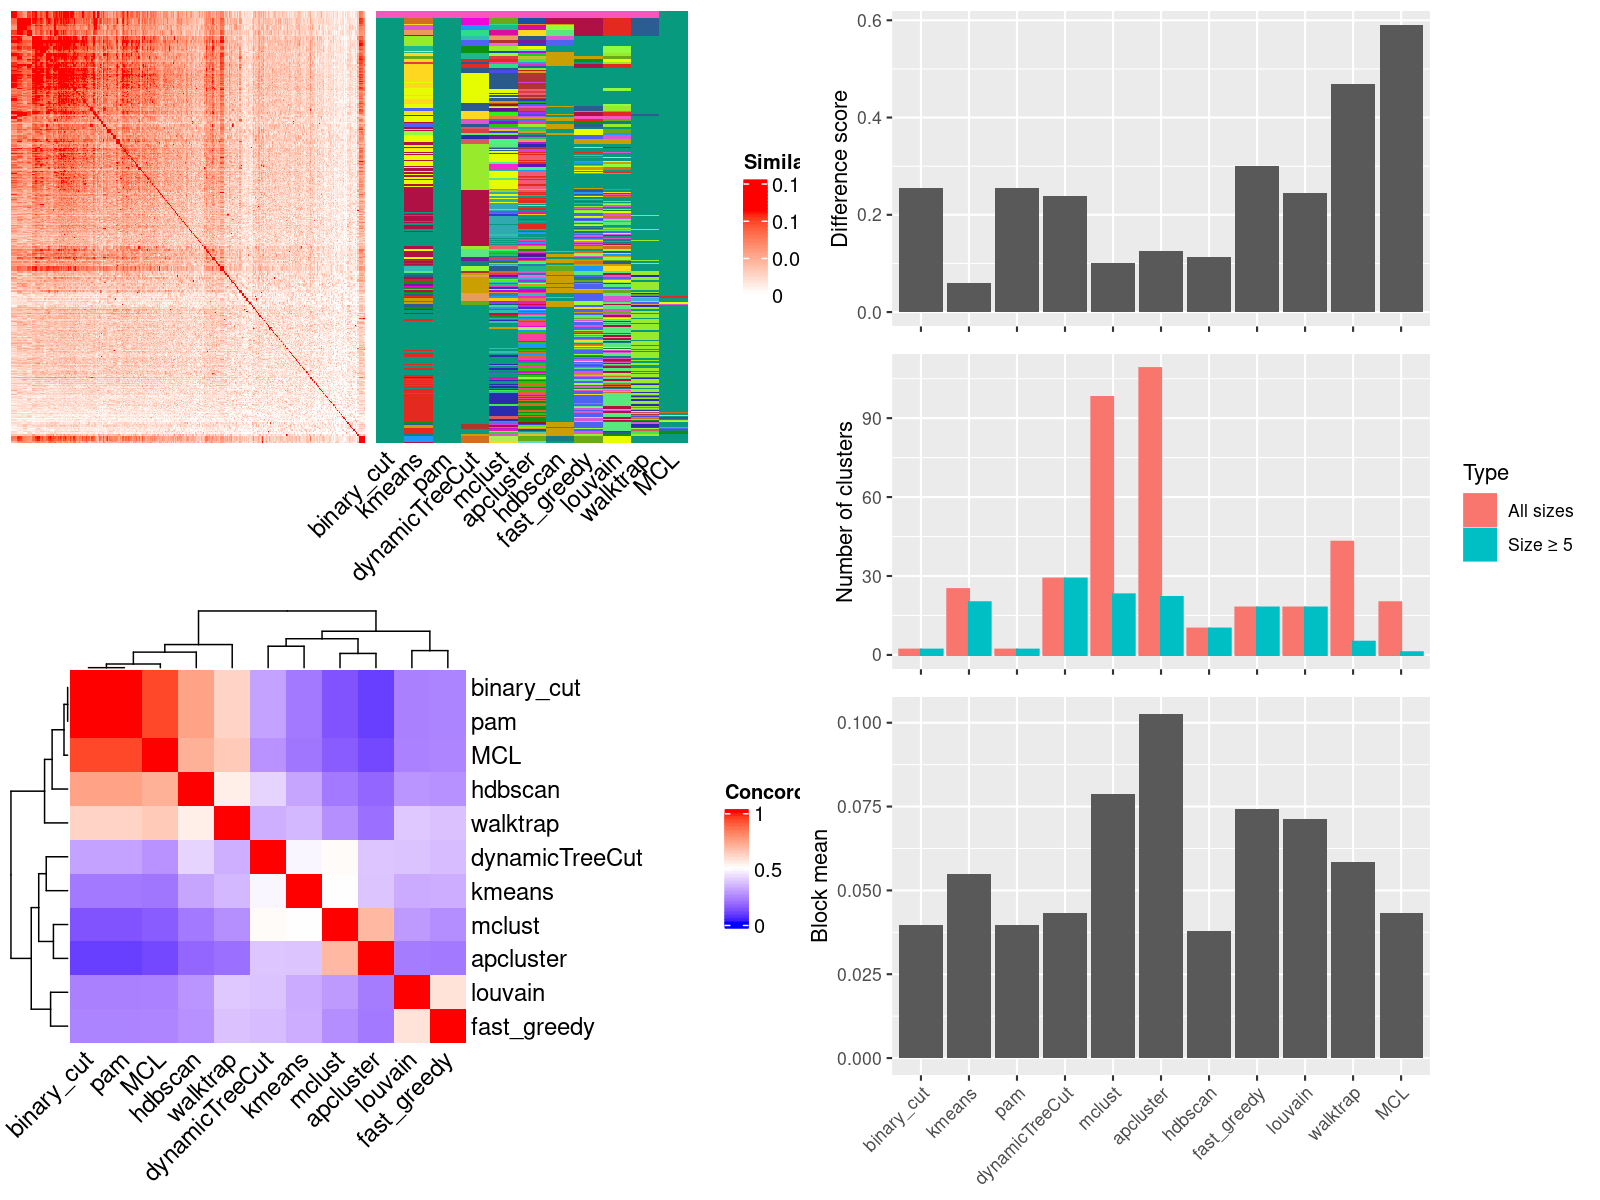 Simila
0.1
0.1
0.0
0
binary_cut
kmeans
pam
dynamicTreeCut
mclust
apcluster
hdbscan
fast_greedy
louvain
walktrap
MCL
binary_cut
pam
MCL
hdbscan
walktrap
dynamicTreeCut
kmeans
mclust
apcluster
louvain
fast_greedy
Concord
1
0.5
0
binary_cut
pam
MCL
hdbscan
walktrap
dynamicTreeCut
kmeans
mclust
apcluster
louvain
fast_greedy
Difference score
0.6
0.4
0.2
0.0
Number of clusters
90
60
30
0
Type
All sizes
Size ≥ 5
Block mean
0.100
0.075
0.050
0.025
0.000
binary_cut
kmeans
pam
dynamicTreeCut
mclust
apcluster
hdbscan
fast_greedy
louvain
walktrap
MCL